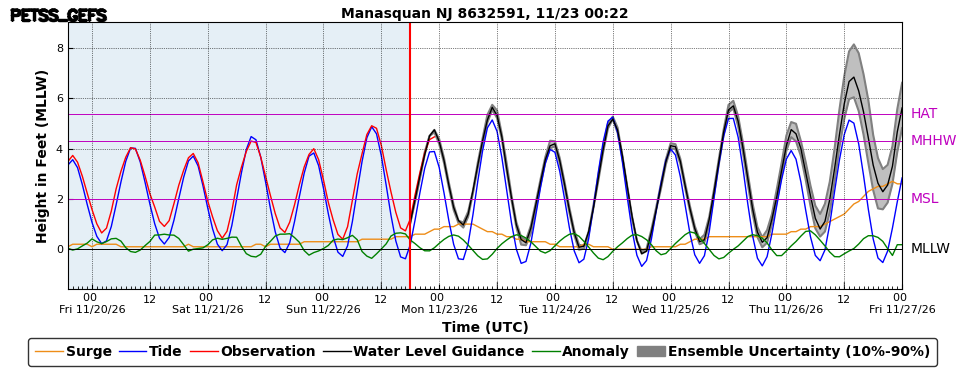 PETSS_GEFS
Manasquan NJ 8632591, 11/23 00:22
Height in Feet (MLLW)
8
6
4
2
0
HAT
MHHW
MSL
MLLW
00 12 00 12 00 12 00 12 00 12 00 12 00 12 00
Fri 11/20/26 Sat 11/21/26 Sun 11/22/26 Mon 11/23/26 Tue 11/24/26 Wed 11/25/26 Thu 11/26/26 Fri 11/27/26
Time (UTC)
Surge Tide Observation Water Level Guidance Anomaly Ensemble Uncertainty (10%-90%)